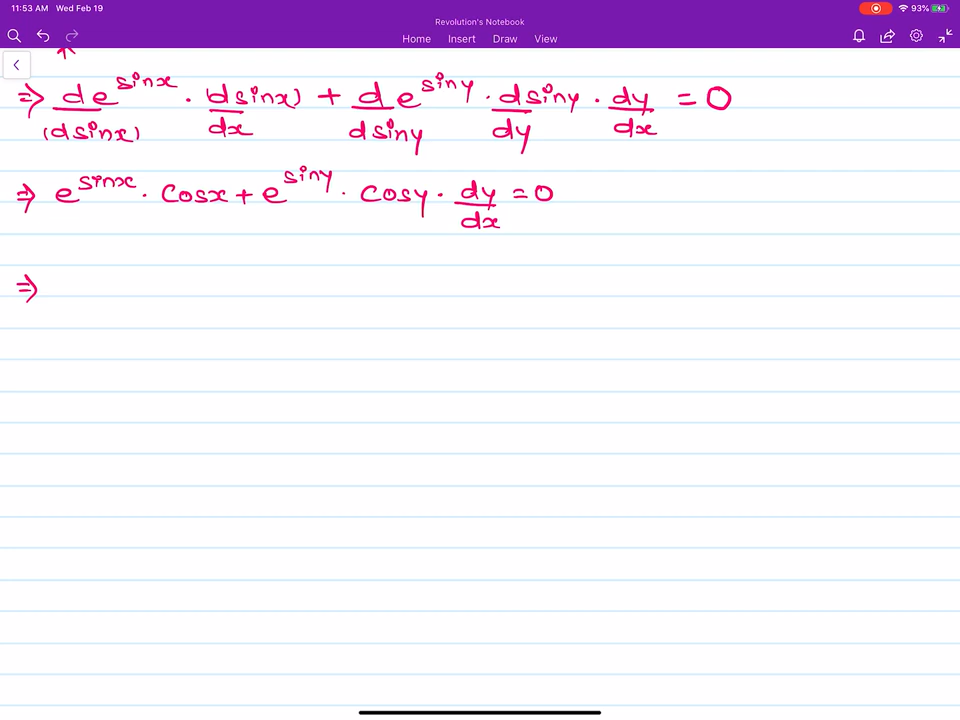 11:53 AM Wed Feb 19
93%
Revolution's Notebook
Home Insert Draw View
⇒ de^sinx/(dsinx) · (dsinx)/dx + de^siny/dsiny · dsiny/dy · dy/dx = 0
⇒ e^sinx · cosx + e^siny · cosy · dy/dx = 0
⇒